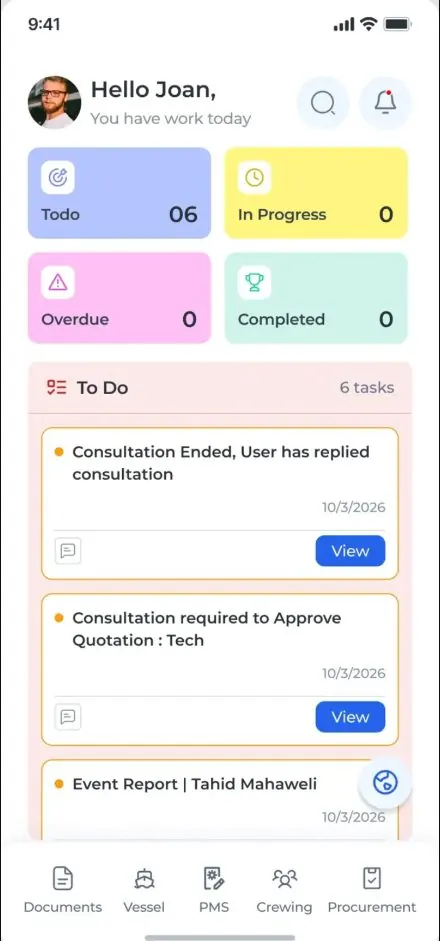 9:41
Hello Joan,
You have work today
Todo 06
In Progress 0
Overdue 0
Completed 0
To Do 6 tasks
Consultation Ended, User has replied
consultation
10/3/2026
View
Consultation required to Approve
Quotation : Tech
10/3/2026
View
Event Report | Tahid Mahaweli
10/3/2026
Documents Vessel PMS Crewing Procurement